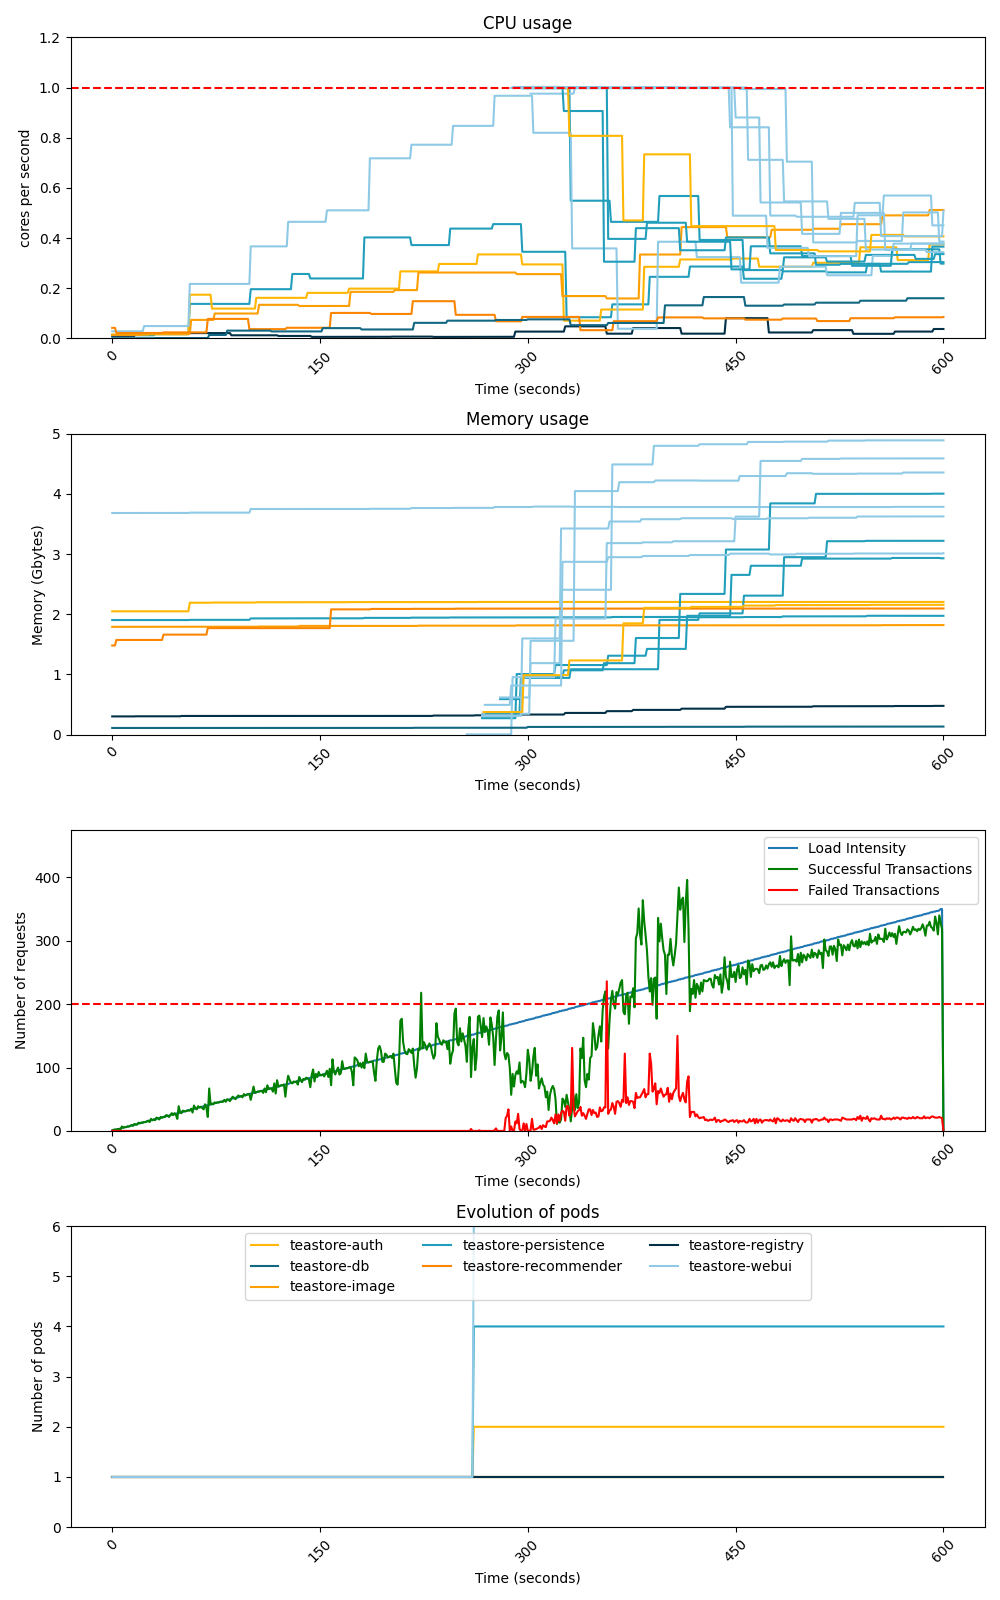 CPU usage
1.2
1.0
0.8
0.6
0.4
0.2
0.0
cores per second
0 150 300 450 600
Time (seconds)
Memory usage
5
4
3
2
1
0
Memory (Gbytes)
0 150 300 450 600
Time (seconds)
Load Intensity
Successful Transactions
Failed Transactions
400
300
200
100
0
Number of requests
0 150 300 450 600
Time (seconds)
Evolution of pods
teastore-auth teastore-persistence teastore-registry
teastore-db teastore-recommender teastore-webui
teastore-image
6
5
4
3
2
1
0
Number of pods
0 150 300 450 600
Time (seconds)